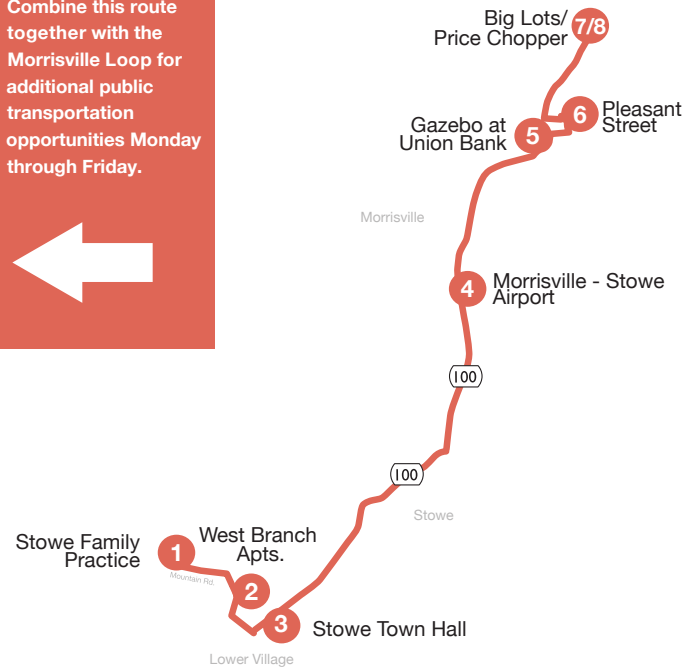 Combine this route
together with the
Morrisville Loop for
additional public
transportation
opportunities Monday
through Friday.
Big Lots/
Price Chopper
7/8
6
Pleasant
Street
Gazebo at
Union Bank
5
Morrisville
4
Morrisville - Stowe
Airport
100
100
Stowe
Stowe Family
Practice
1
Mountain Rd.
West Branch
Apts.
2
3
Stowe Town Hall
Lower Village